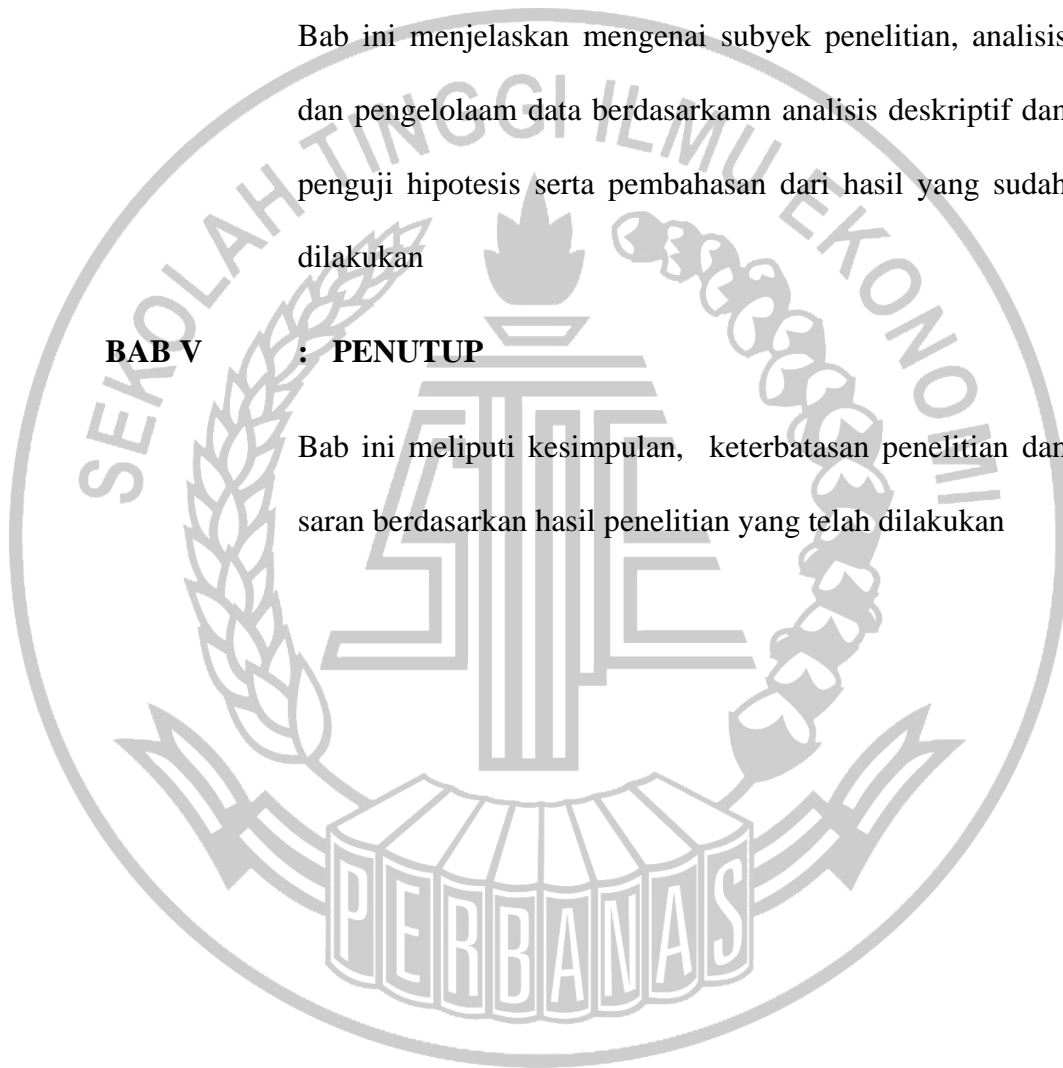 Bab ini menjelaskan mengenai subyek penelitian, analisis
dan pengelolaam data berdasarkamn analisis deskriptif dan
penguji hipotesis serta pembahasan dari hasil yang sudah
dilakukan
BAB V : PENUTUP
Bab ini meliputi kesimpulan, keterbatasan penelitian dan
saran berdasarkan hasil penelitian yang telah dilakukan
SEKOLAH TINGGI ILMU EKONOMI
PERBANAS